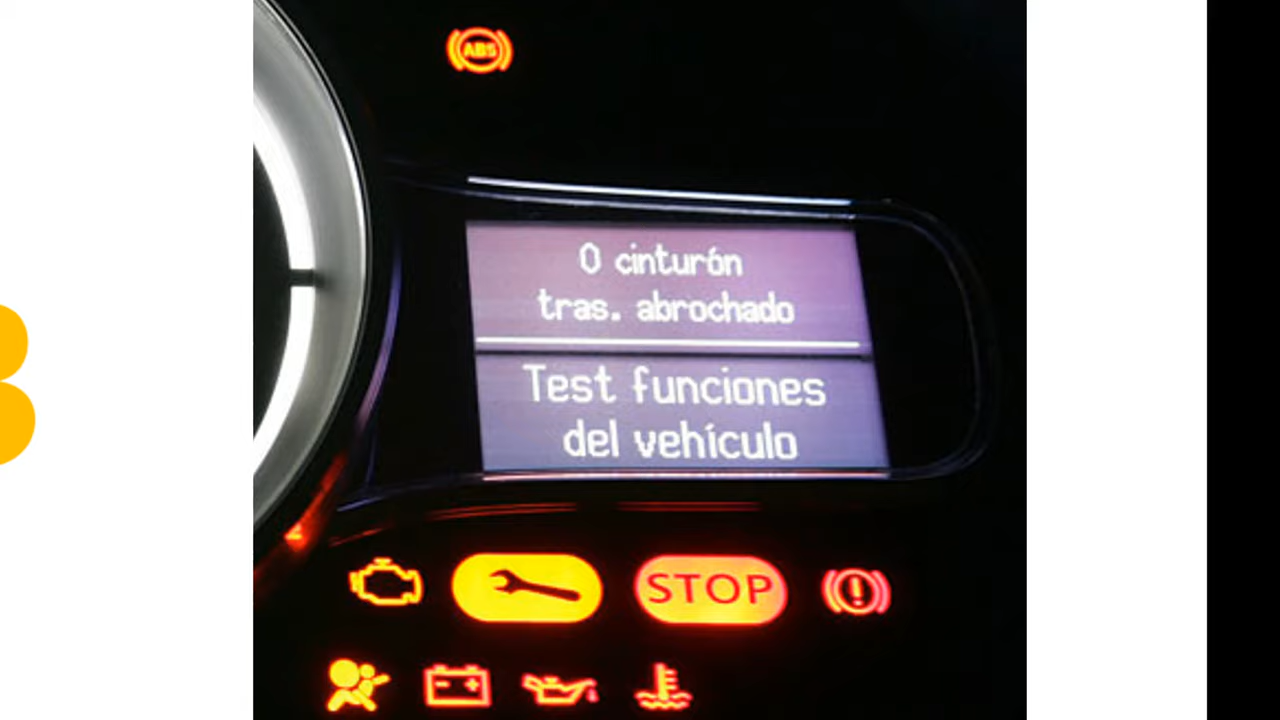 ABS
0 cinturón
tras. abrochado
Test funciones
del vehículo
STOP